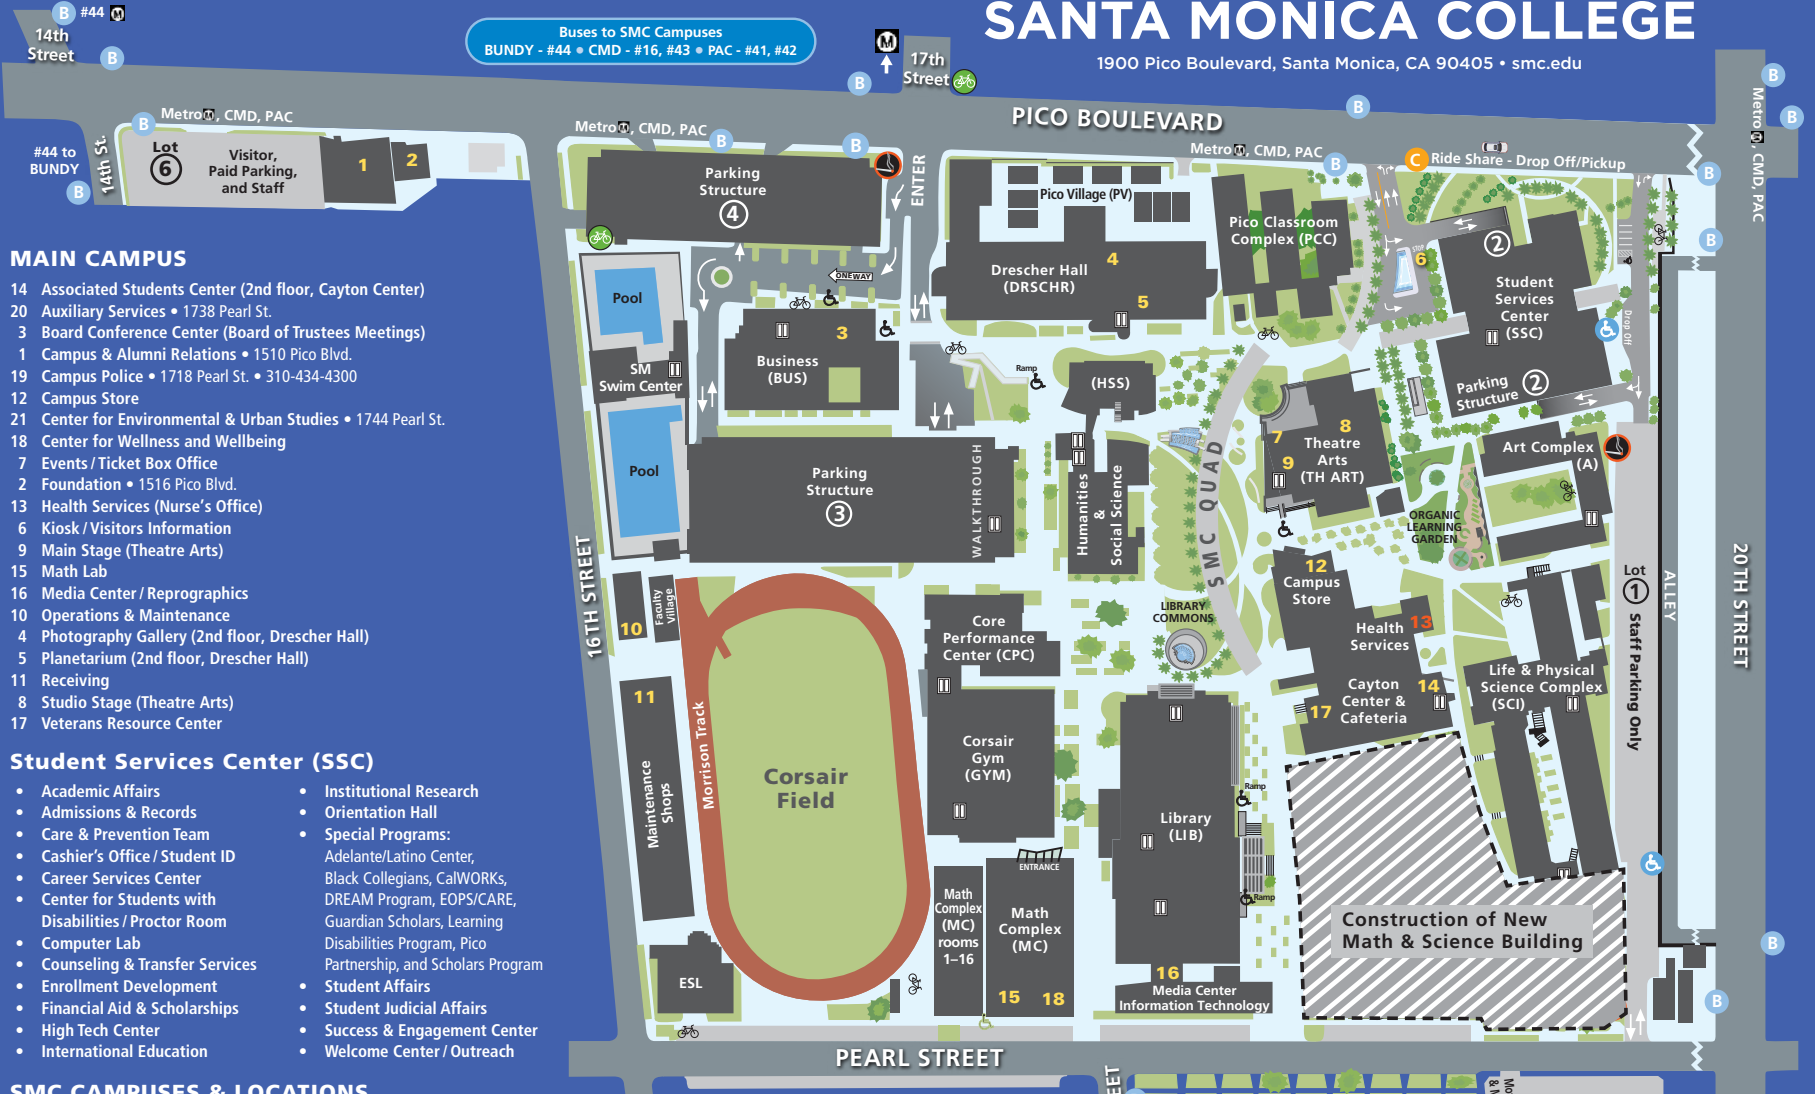 #44 M
14th
Street
B
Buses to SMC Campuses
BUNDY - #44 • CMD - #16, #43 • PAC - #41, #42
M
17th
Street
SANTA MONICA COLLEGE
1900 Pico Boulevard, Santa Monica, CA 90405 • smc.edu
PICO BOULEVARD
Metro M, CMD, PAC
Metro M, CMD, PAC
Metro M, CMD, PAC
Metro M, CMD, PAC
C Ride Share - Drop Off/Pickup
#44 to
BUNDY
14th St.
Lot
6
Visitor,
Paid Parking,
and Staff
1
2
Parking
Structure
4
ENTER
ONEWAY
Pico Village (PV)
Drescher Hall
(DRSCHR)
4
5
Pico Classroom
Complex (PCC)
STOP
6
2
Student
Services
Center
(SSC)
Drop Off
Parking
Structure 2
MAIN CAMPUS
14 Associated Students Center (2nd floor, Cayton Center)
20 Auxiliary Services • 1738 Pearl St.
3 Board Conference Center (Board of Trustees Meetings)
1 Campus & Alumni Relations • 1510 Pico Blvd.
19 Campus Police • 1718 Pearl St. • 310-434-4300
12 Campus Store
21 Center for Environmental & Urban Studies • 1744 Pearl St.
18 Center for Wellness and Wellbeing
7 Events / Ticket Box Office
2 Foundation • 1516 Pico Blvd.
13 Health Services (Nurse's Office)
6 Kiosk / Visitors Information
9 Main Stage (Theatre Arts)
15 Math Lab
16 Media Center / Reprographics
10 Operations & Maintenance
4 Photography Gallery (2nd floor, Drescher Hall)
5 Planetarium (2nd floor, Drescher Hall)
11 Receiving
8 Studio Stage (Theatre Arts)
17 Veterans Resource Center
Student Services Center (SSC)
• Academic Affairs
• Admissions & Records
• Care & Prevention Team
• Cashier's Office / Student ID
• Career Services Center
• Center for Students with
Disabilities / Proctor Room
• Computer Lab
• Counseling & Transfer Services
• Enrollment Development
• Financial Aid & Scholarships
• High Tech Center
• International Education
• Institutional Research
• Orientation Hall
• Special Programs:
Adelante/Latino Center,
Black Collegians, CalWORKs,
DREAM Program, EOPS/CARE,
Guardian Scholars, Learning
Disabilities Program, Pico
Partnership, and Scholars Program
• Student Affairs
• Student Judicial Affairs
• Success & Engagement Center
• Welcome Center / Outreach
SMC CAMPUSES & LOCATIONS
Pool
SM
Swim Center
Pool
Business
(BUS)
3
Ramp
(HSS)
Humanities
&
Social Science
SMC QUAD
7
8
9
Theatre
Arts
(TH ART)
Art Complex
(A)
ORGANIC
LEARNING
GARDEN
Parking
Structure
3
WALKTHROUGH
16TH STREET
10
Faculty
Village
11
Maintenance
Shops
Morrison Track
Corsair
Field
ESL
Core
Performance
Center (CPC)
Corsair
Gym
(GYM)
ENTRANCE
Math
Complex
(MC)
rooms
1–16
Math
Complex
(MC)
15
18
LIBRARY
COMMONS
Library
(LIB)
Ramp
Ramp
16
Media Center
Information Technology
12
Campus
Store
Health
Services
13
Cayton
Center &
Cafeteria
14
17
Life & Physical
Science Complex
(SCI)
Lot
1
Staff Parking Only
ALLEY
20TH STREET
Construction of New
Math & Science Building
PEARL STREET